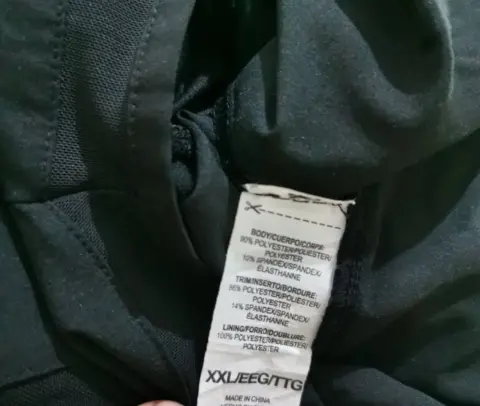 BODY/CUERPO/CORPS:
90% POLYESTER/POLIESTER/
POLYESTER
10% SPANDEX/SPANDEX/
ÉLASTHANNE
TRIM/INSERTO/BORDURE:
86% POLYESTER/POLIESTER/
POLYESTER
14% SPANDEX/SPANDEX/
ÉLASTHANNE
LINING/FORRO/DOUBLURE:
100% POLYESTER/POLIESTER/
POLYESTER
XXL/EEG/TTG
MADE IN CHINA